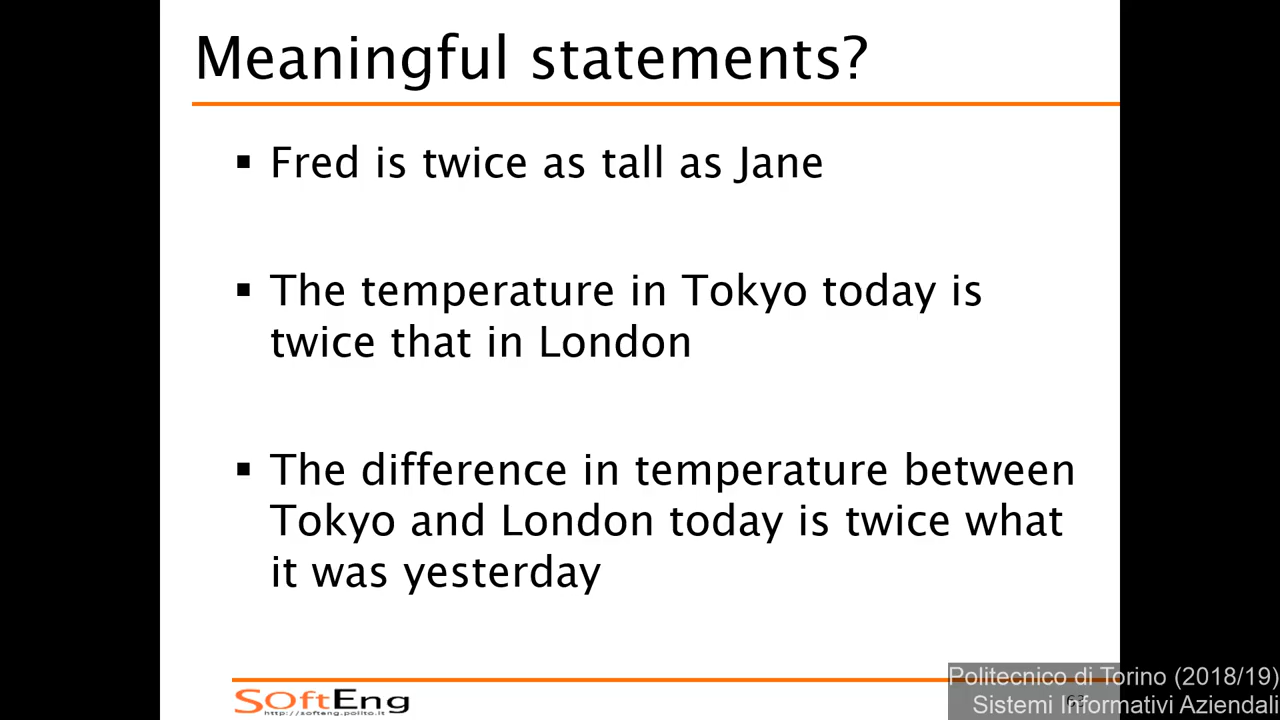 Meaningful statements?
▪ Fred is twice as tall as Jane
▪ The temperature in Tokyo today is
twice that in London
▪ The difference in temperature between
Tokyo and London today is twice what
it was yesterday
SoftEng
http://softeng.polito.it
Politecnico di Torino (2018/19)
Sistemi Informativi Aziendali